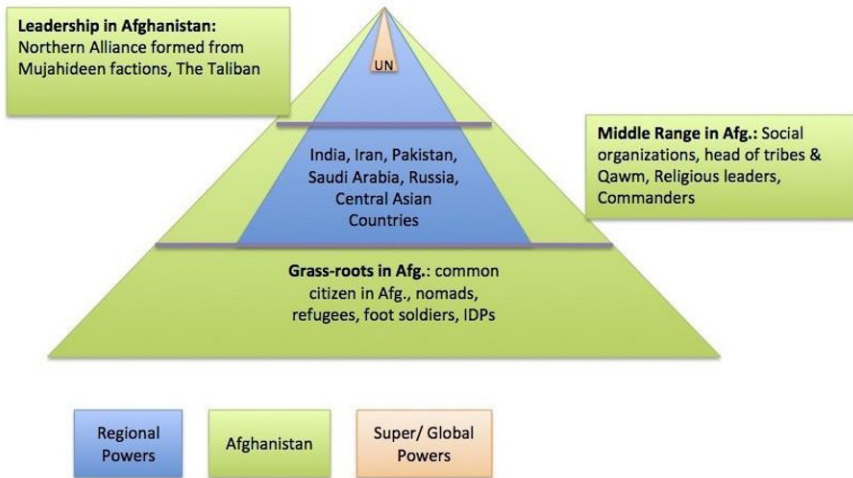 Leadership in Afghanistan:
Northern Alliance formed from
Mujahideen factions, The Taliban
UN
Middle Range in Afg.: Social
organizations, head of tribes &
Qawm, Religious leaders,
Commanders
India, Iran, Pakistan,
Saudi Arabia, Russia,
Central Asian
Countries
Grass-roots in Afg.: common
citizen in Afg., nomads,
refugees, foot soldiers, IDPs
Regional
Powers
Afghanistan
Super/ Global
Powers